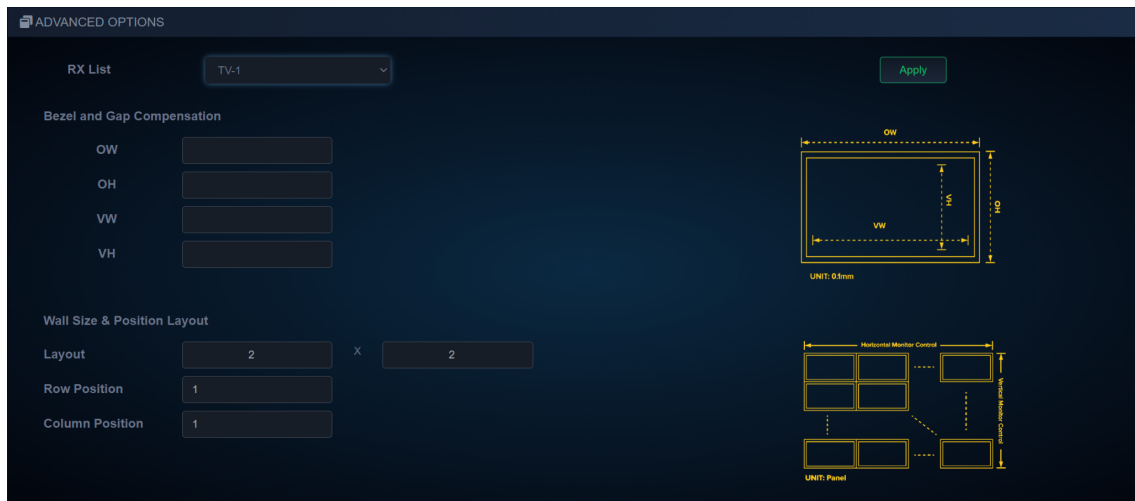 ADVANCED OPTIONS
RX List
TV-1
Apply
Bezel and Gap Compensation
OW
OH
VW
VH
OW
VH
OH
VW
UNIT: 0.1mm
Wall Size & Position Layout
Layout 2 X 2
Row Position 1
Column Position 1
Horizontal Monitor Control
Vertical Monitor Control
UNIT: Panel